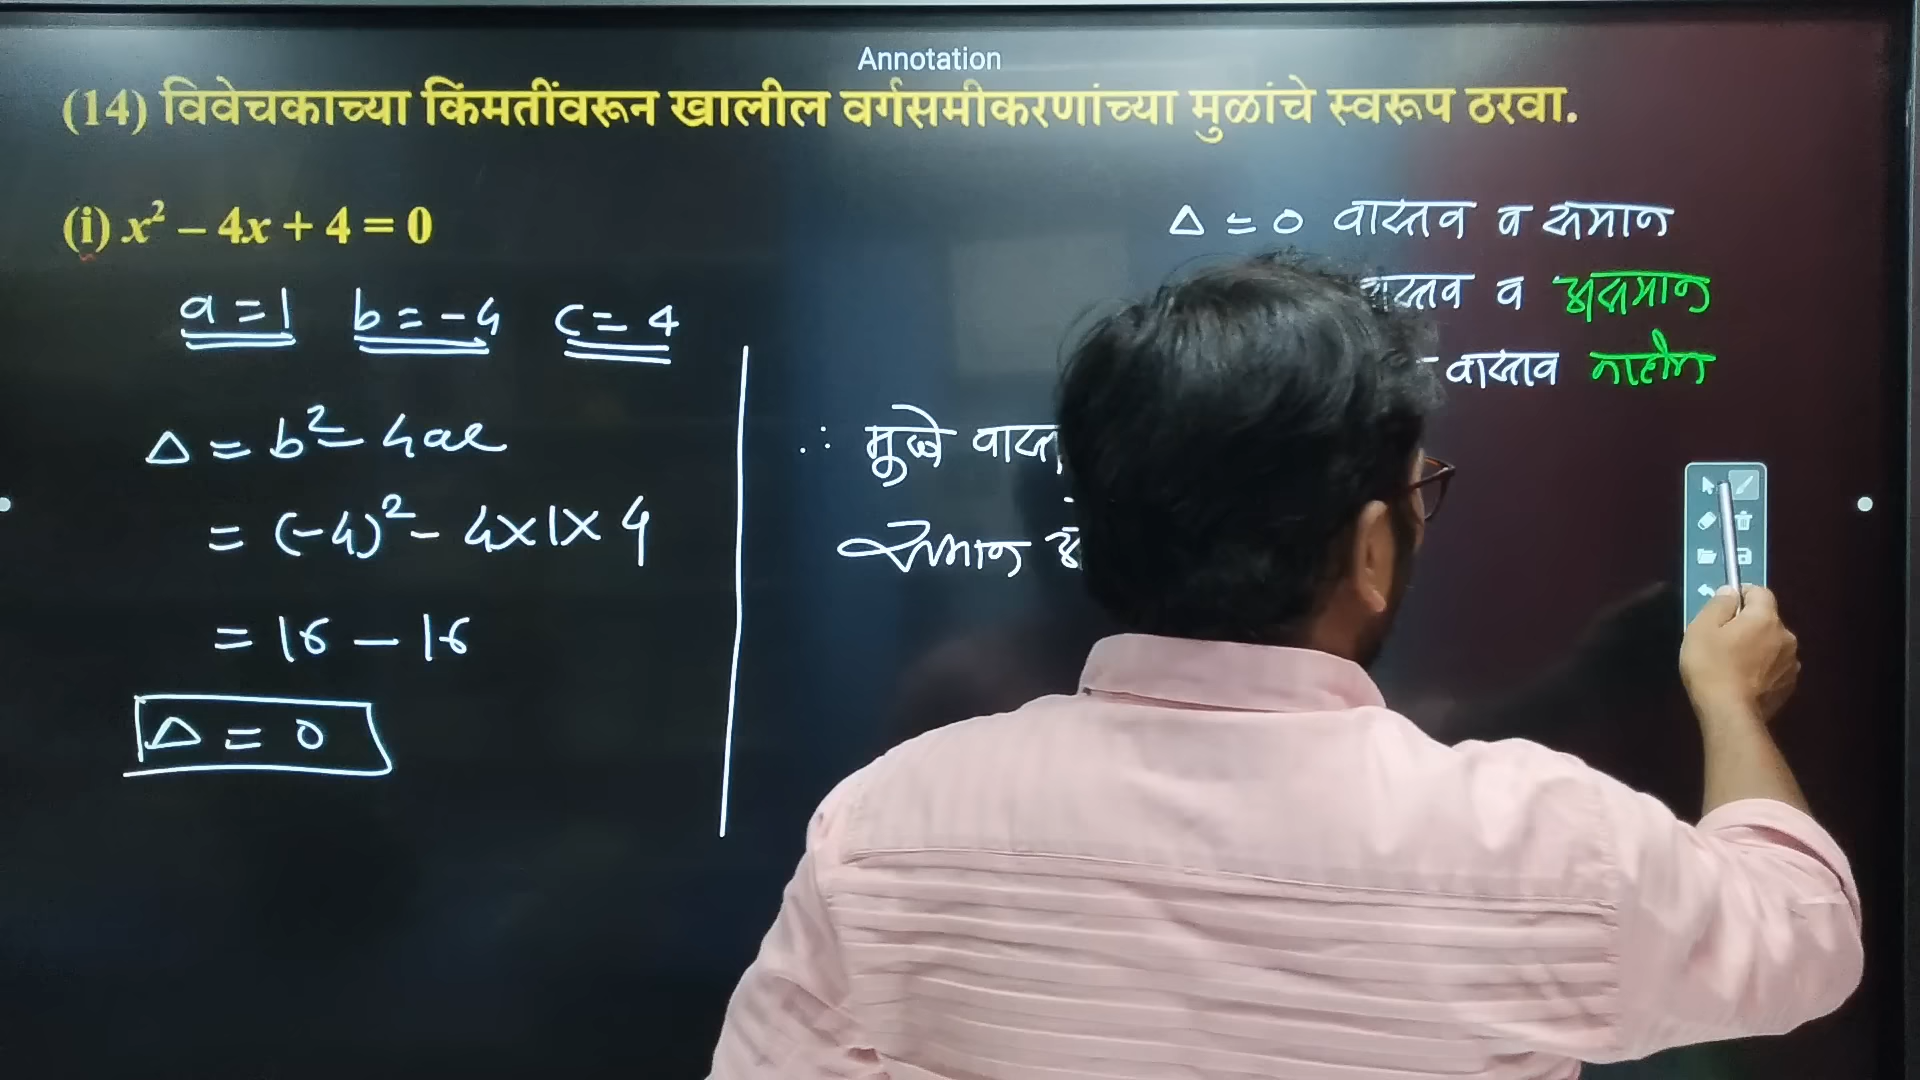 Annotation
(14) विवेचकाच्या किंमतींवरून खालील वर्गसमीकरणांच्या मुळांचे स्वरूप ठरवा.
(i) x² – 4x + 4 = 0
a = 1 b = -4 c = 4
Δ = b² - 4ac
= (-4)² - 4×1×4
= 16 – 16
Δ = 0
Δ = 0 वास्तव व समान
व असमान
वास्तव नाहीत
∴ मुळे
समान